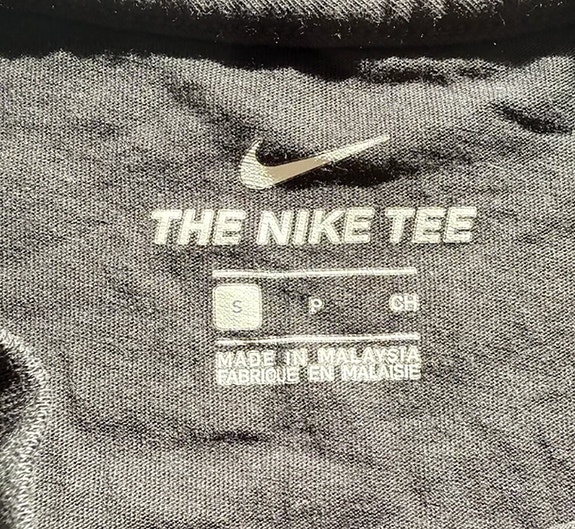 THE NIKE TEE
S P CH
MADE IN MALAYSIA
FABRIQUE EN MALAISIE